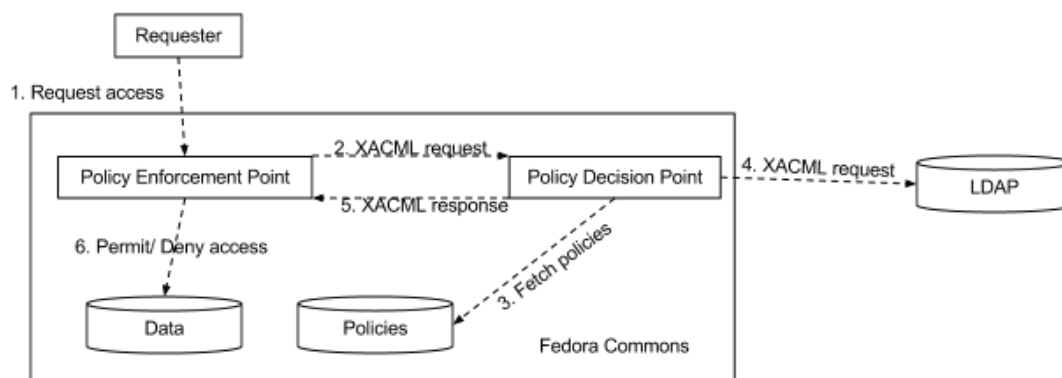 Requester
1. Request access
2. XACML request
Policy Enforcement Point
Policy Decision Point
4. XACML request
LDAP
5. XACML response
6. Permit/ Deny access
3. Fetch policies
Data
Policies
Fedora Commons